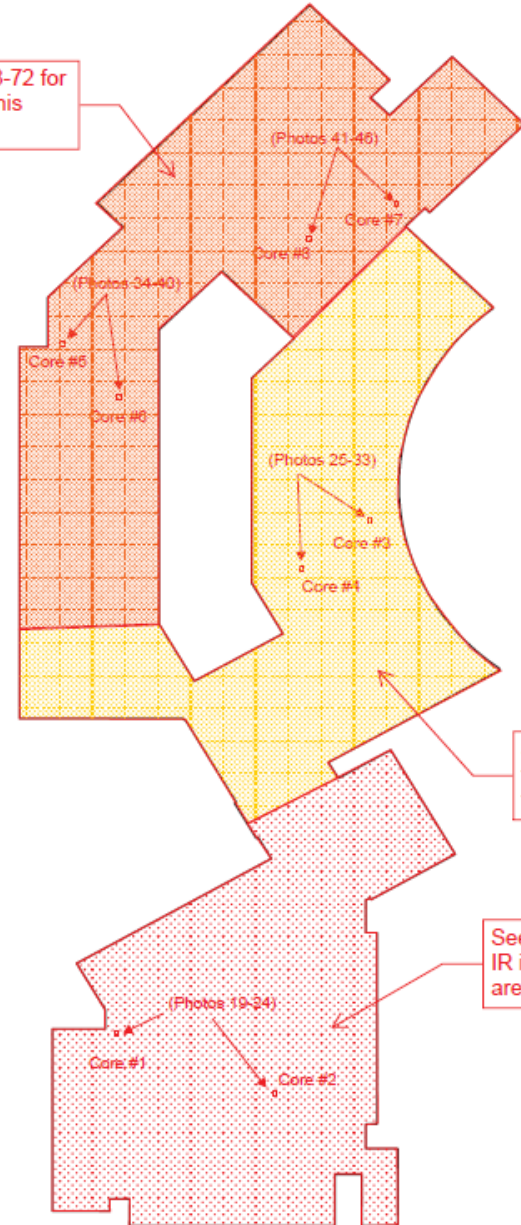 3-72 for
his
(Photos 41-46)
Core #7
Core #8
(Photos 34-40)
Core #5
Core #6
(Photos 25-33)
Core #3
Core #4
See
IR i
are
(Photos 19-24)
Core #1
Core #2